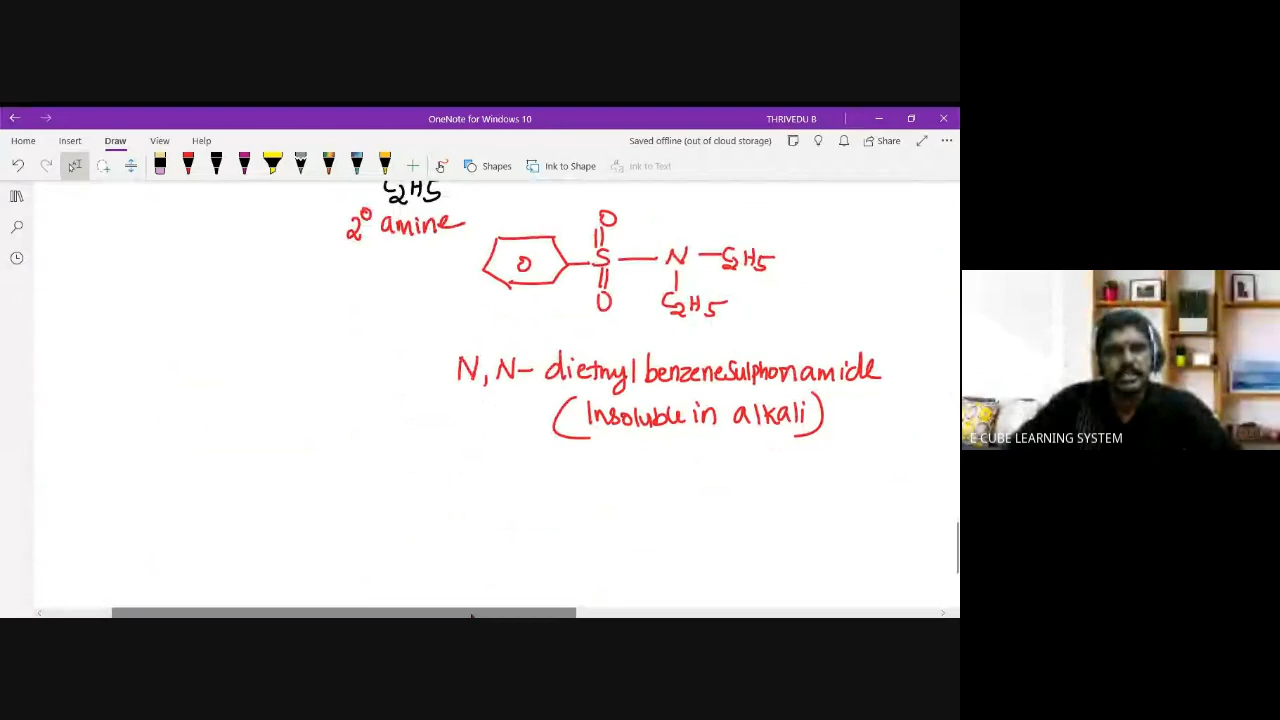 OneNote for Windows 10
THRIVEDU B
Home Insert Draw View Help
Saved offline (out of cloud storage)
Share
Shapes
Ink to Shape
Ink to Text
C2H5
2° amine
O
S — N — C2H5
O
C2H5
N, N- diethyl benzenesulphonamide
(Insoluble in alkali)
E CUBE LEARNING SYSTEM